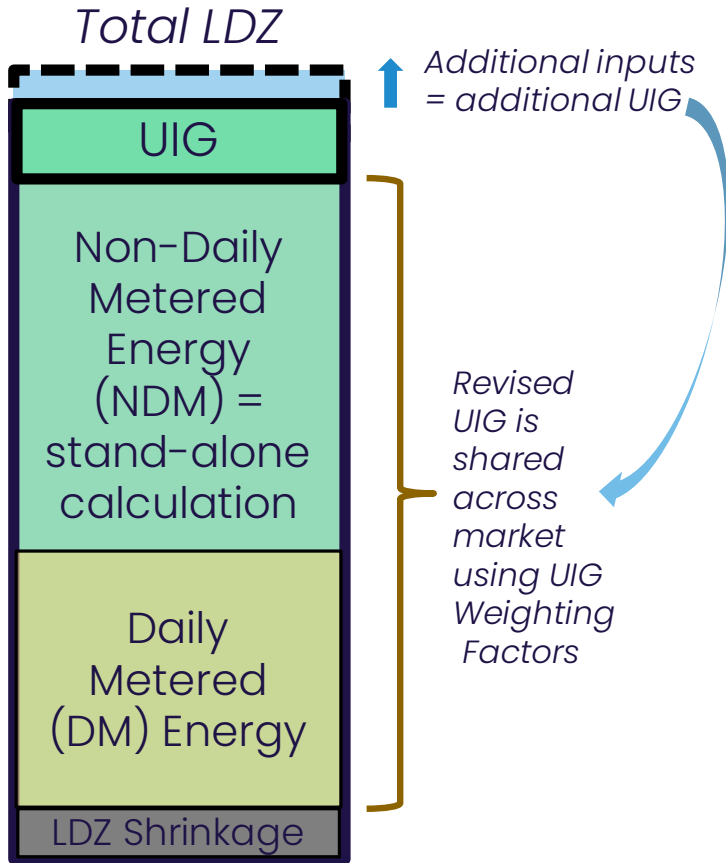 Total LDZ
Additional inputs
= additional UIG
UIG
Non-Daily
Metered
Energy
(NDM) =
stand-alone
calculation
Revised
UIG is
shared
across
market
using UIG
Weighting
Factors
Daily
Metered
(DM) Energy
LDZ Shrinkage